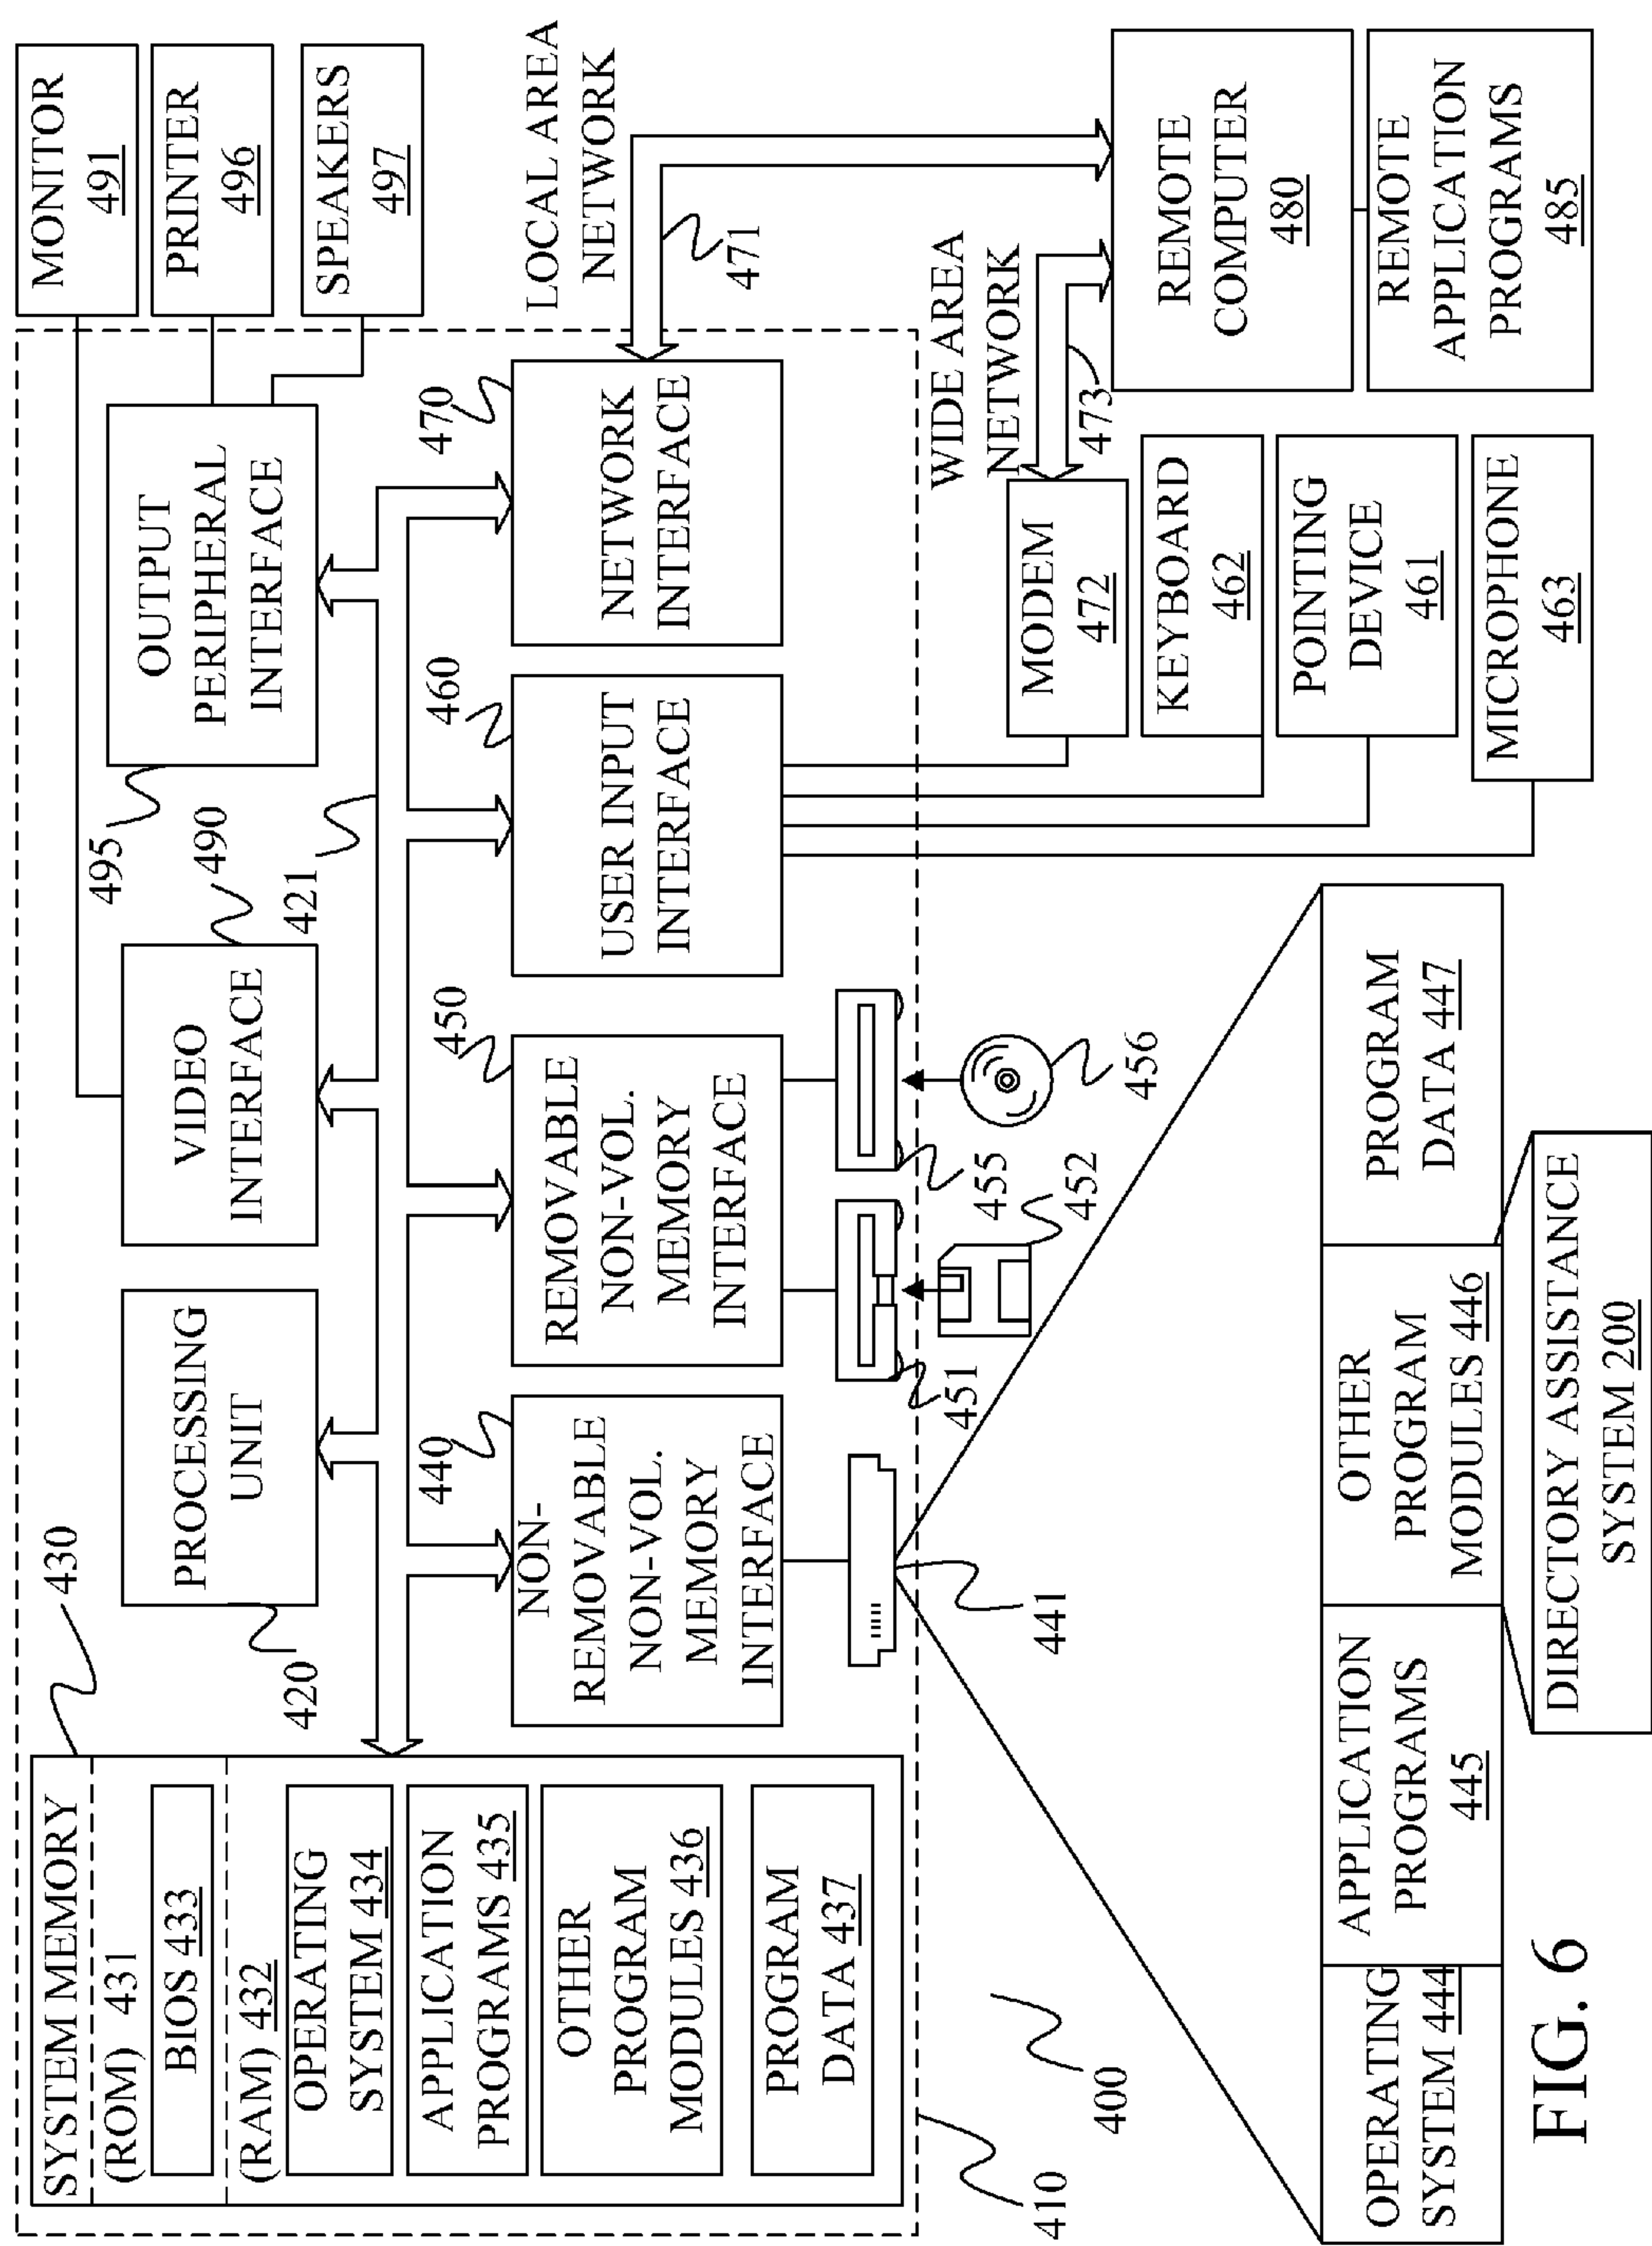 SYSTEM MEMORY
(ROM) 431
BIOS 433
(RAM) 432
OPERATING
SYSTEM 434
APPLICATION
PROGRAMS 435
OTHER
PROGRAM
MODULES 436
PROGRAM
DATA 437
430
PROCESSING
UNIT
420
VIDEO
INTERFACE
490
OUTPUT
PERIPHERAL
INTERFACE
495
421
MONITOR
491
PRINTER
496
SPEAKERS
497
NON-
REMOVABLE
NON-VOL.
MEMORY
INTERFACE
440
REMOVABLE
NON-VOL.
MEMORY
INTERFACE
450
USER INPUT
INTERFACE
460
NETWORK
INTERFACE
470
LOCAL AREA
NETWORK
471
441
451
452
455
456
WIDE AREA
NETWORK
473
MODEM
472
KEYBOARD
462
POINTING
DEVICE
461
MICROPHONE
463
REMOTE
COMPUTER
480
REMOTE
APPLICATION
PROGRAMS
485
410
400
OPERATING
SYSTEM 444
APPLICATION
PROGRAMS
445
OTHER
PROGRAM
MODULES 446
PROGRAM
DATA 447
DIRECTORY ASSISTANCE
SYSTEM 200
FIG. 6